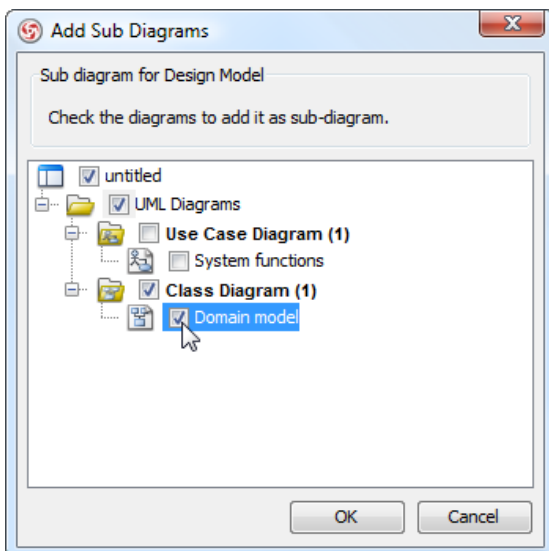 Add Sub Diagrams
X
Sub diagram for Design Model
Check the diagrams to add it as sub-diagram.
untitled
UML Diagrams
Use Case Diagram (1)
System functions
Class Diagram (1)
Domain model
OK Cancel